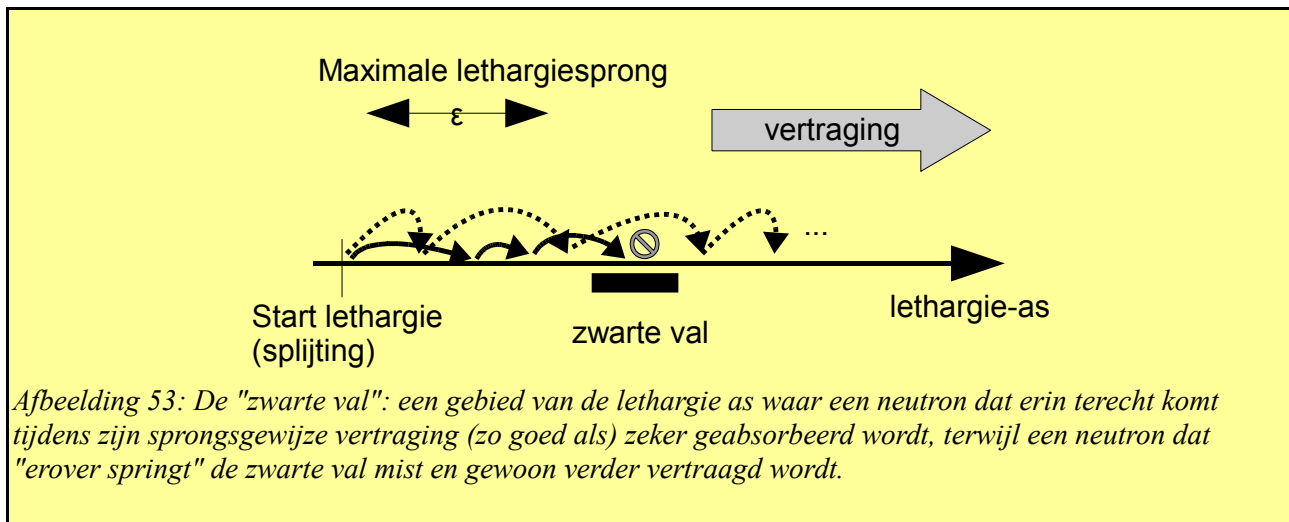 Maximale lethargiesprong
ε
vertraging
...
lethargie-as
Start lethargie
(splijting)
zwarte val
Afbeelding 53: De "zwarte val": een gebied van de lethargie as waar een neutron dat erin terecht komt
tijdens zijn sprongsgewijze vertraging (zo goed als) zeker geabsorbeerd wordt, terwijl een neutron dat
"erover springt" de zwarte val mist en gewoon verder vertraagd wordt.